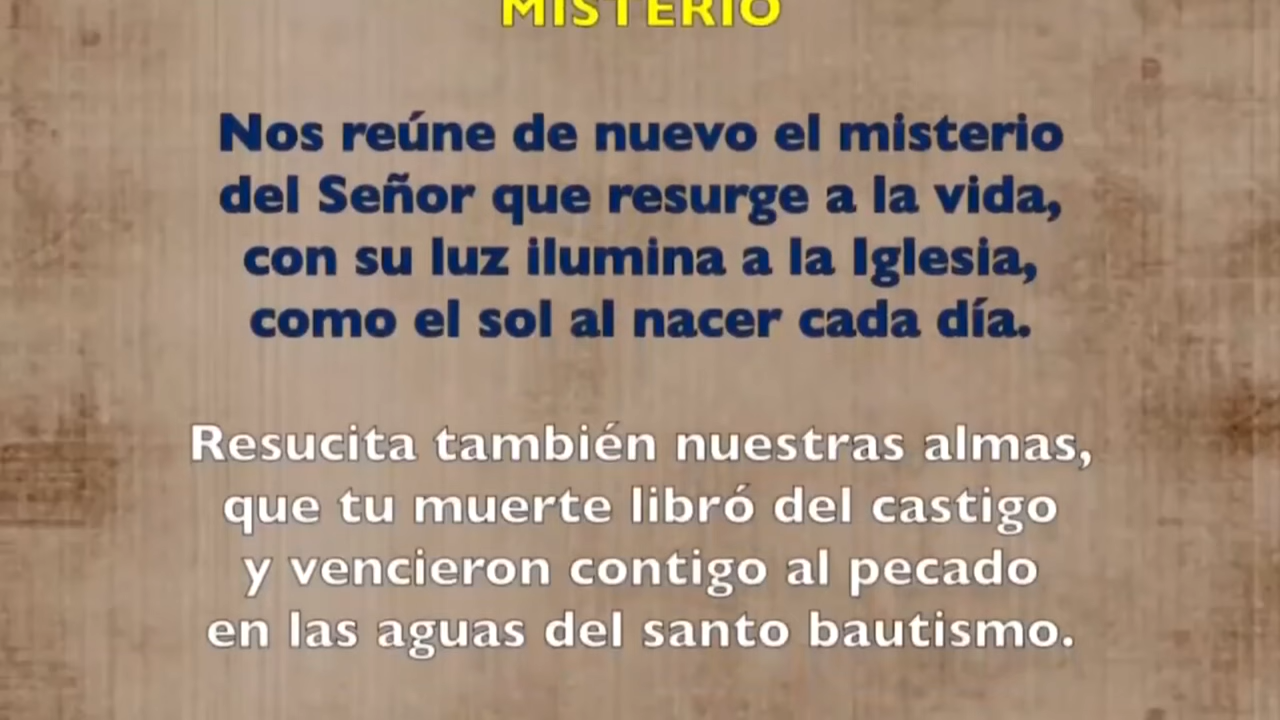 MISTERIO
Nos reúne de nuevo el misterio
del Señor que resurge a la vida,
con su luz ilumina a la Iglesia,
como el sol al nacer cada día.
Resucita también nuestras almas,
que tu muerte libró del castigo
y vencieron contigo al pecado
en las aguas del santo bautismo.